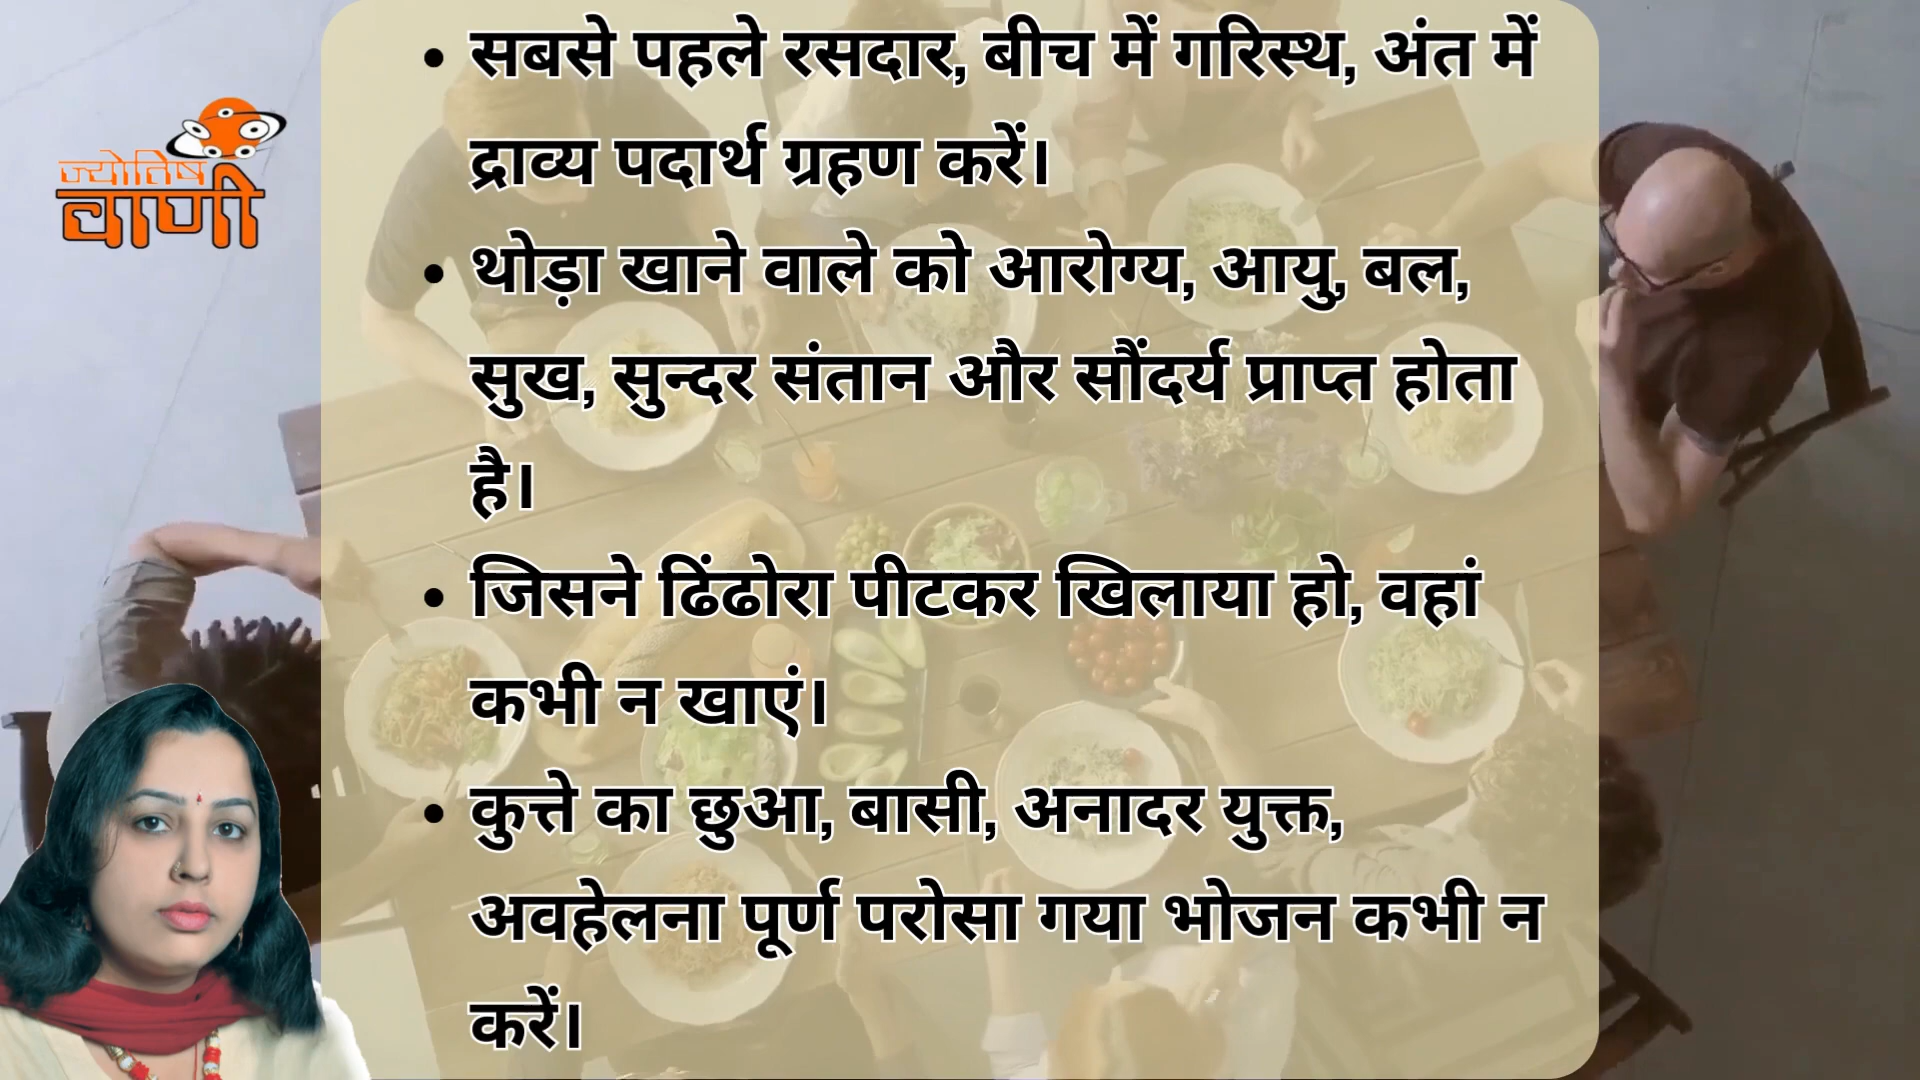 ज्योतिष
वाणी
• सबसे पहले रसदार, बीच में गरिस्थ, अंत में
द्राव्य पदार्थ ग्रहण करें।
• थोड़ा खाने वाले को आरोग्य, आयु, बल,
सुख, सुन्दर संतान और सौंदर्य प्राप्त होता
है।
• जिसने ढिंढोरा पीटकर खिलाया हो, वहां
कभी न खाएं।
• कुत्ते का छुआ, बासी, अनादर युक्त,
अवहेलना पूर्ण परोसा गया भोजन कभी न
करें।